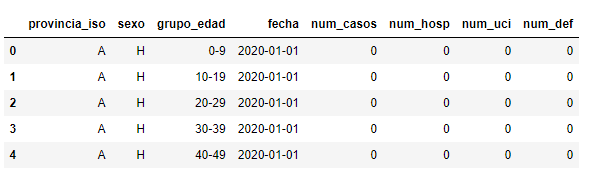 provincia_iso sexo grupo_edad fecha num_casos num_hosp num_uci num_def
0 A H 0-9 2020-01-01 0 0 0 0
1 A H 10-19 2020-01-01 0 0 0 0
2 A H 20-29 2020-01-01 0 0 0 0
3 A H 30-39 2020-01-01 0 0 0 0
4 A H 40-49 2020-01-01 0 0 0 0